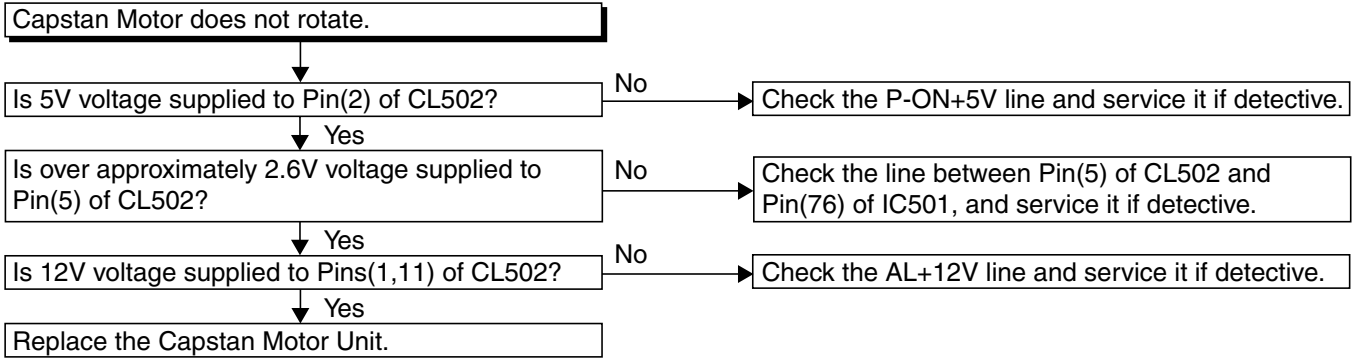 Capstan Motor does not rotate.
Is 5V voltage supplied to Pin(2) of CL502?
No
Check the P-ON+5V line and service it if detective.
Yes
Is over approximately 2.6V voltage supplied to
Pin(5) of CL502?
No
Check the line between Pin(5) of CL502 and
Pin(76) of IC501, and service it if detective.
Yes
Is 12V voltage supplied to Pins(1,11) of CL502?
No
Check the AL+12V line and service it if detective.
Yes
Replace the Capstan Motor Unit.